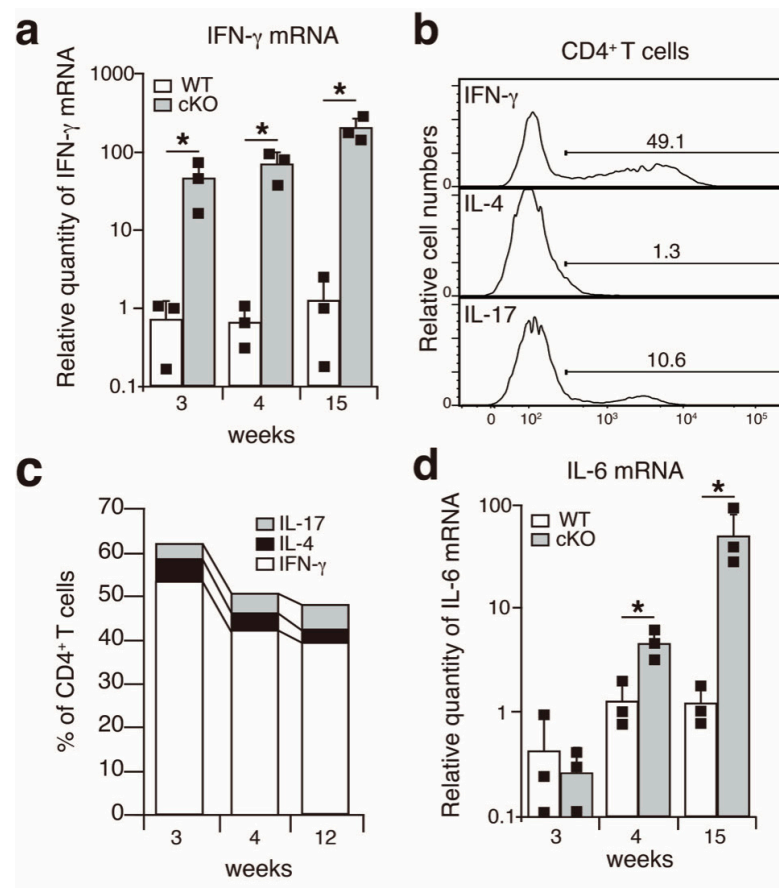 a
IFN-γ mRNA
Relative quantity of IFN-γ mRNA
1000
100
10
1
0.1
WT
cKO
*
*
*
3
4
15
weeks
b
CD4⁺ T cells
Relative cell numbers
IFN-γ
49.1
0
IL-4
1.3
0
IL-17
10.6
0
0
10²
10³
10⁴
10⁵
c
% of CD4⁺ T cells
70
60
50
40
30
20
10
0
IL-17
IL-4
IFN-γ
3
4
12
weeks
d
IL-6 mRNA
Relative quantity of IL-6 mRNA
100
10
1
0.1
WT
cKO
*
*
3
4
15
weeks